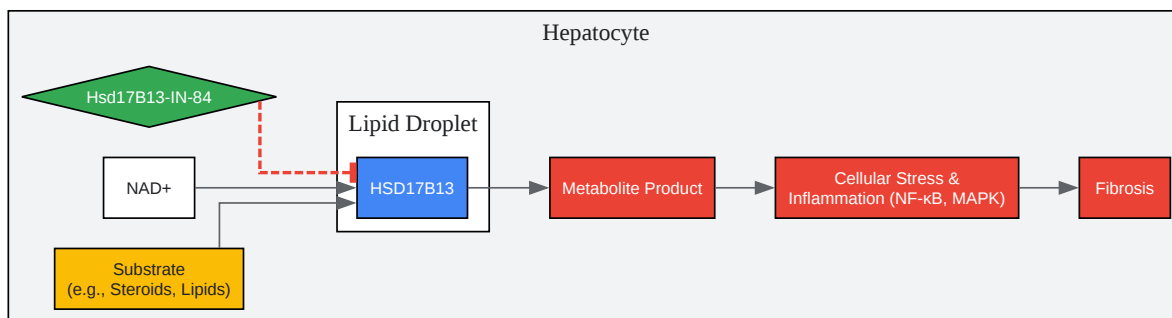 Hepatocyte
Hsd17B13-IN-84
Lipid Droplet
NAD+
HSD17B13
Metabolite Product
Cellular Stress &
Inflammation (NF-κB, MAPK)
Fibrosis
Substrate
(e.g., Steroids, Lipids)